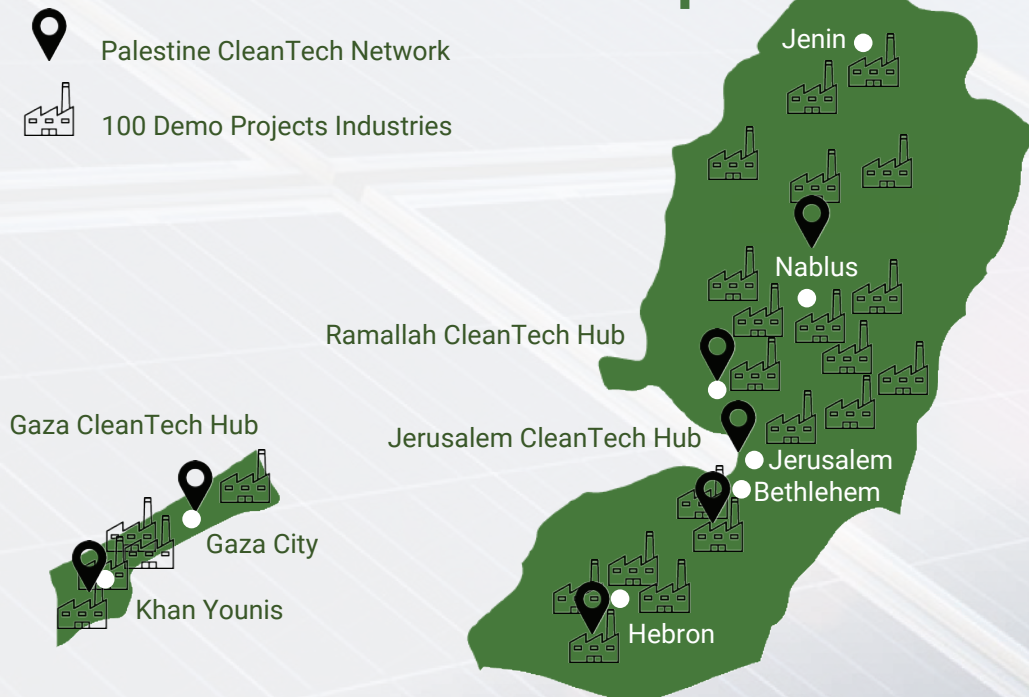 Palestine CleanTech Network
100 Demo Projects Industries
Jenin
Nablus
Ramallah CleanTech Hub
Gaza CleanTech Hub
Jerusalem CleanTech Hub
Jerusalem
Bethlehem
Gaza City
Khan Younis
Hebron